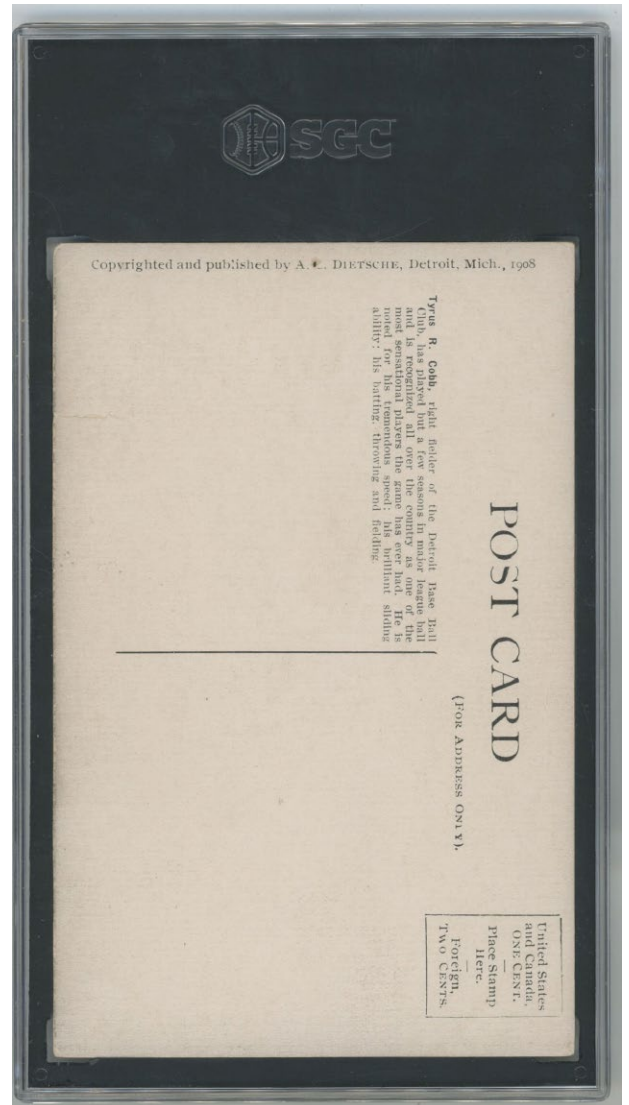 SGC
Copyrighted and published by A. C. DIETSCHE, Detroit, Mich., 1908
POST CARD
(FOR ADDRESS ONLY).
Tyrus R. Cobb, right fielder of the Detroit Base Ball
Club, has played but a few seasons in major league ball
and is recognized all over the country as one of the
most sensational players the game has ever had. He is
noted for his tremendous speed; his brilliant sliding
ability; his batting, throwing and fielding
United States
and Canada,
ONE CENT.
Place Stamp
Here.
Foreign,
TWO CENTS.